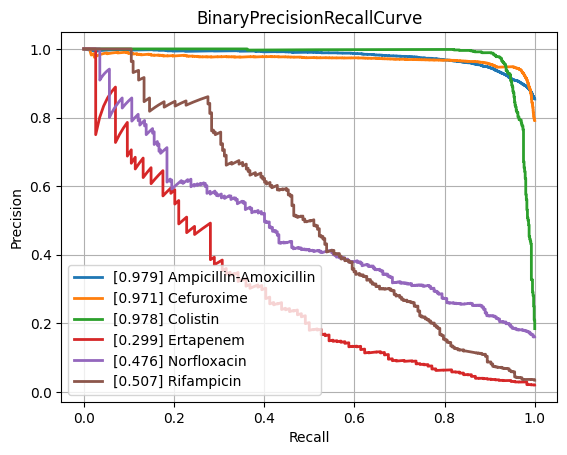 BinaryPrecisionRecallCurve
1.0
0.8
0.6
0.4
0.2
0.0
Precision
[0.979] Ampicillin-Amoxicillin
[0.971] Cefuroxime
[0.978] Colistin
[0.299] Ertapenem
[0.476] Norfloxacin
[0.507] Rifampicin
0.0 0.2 0.4 0.6 0.8 1.0
Recall